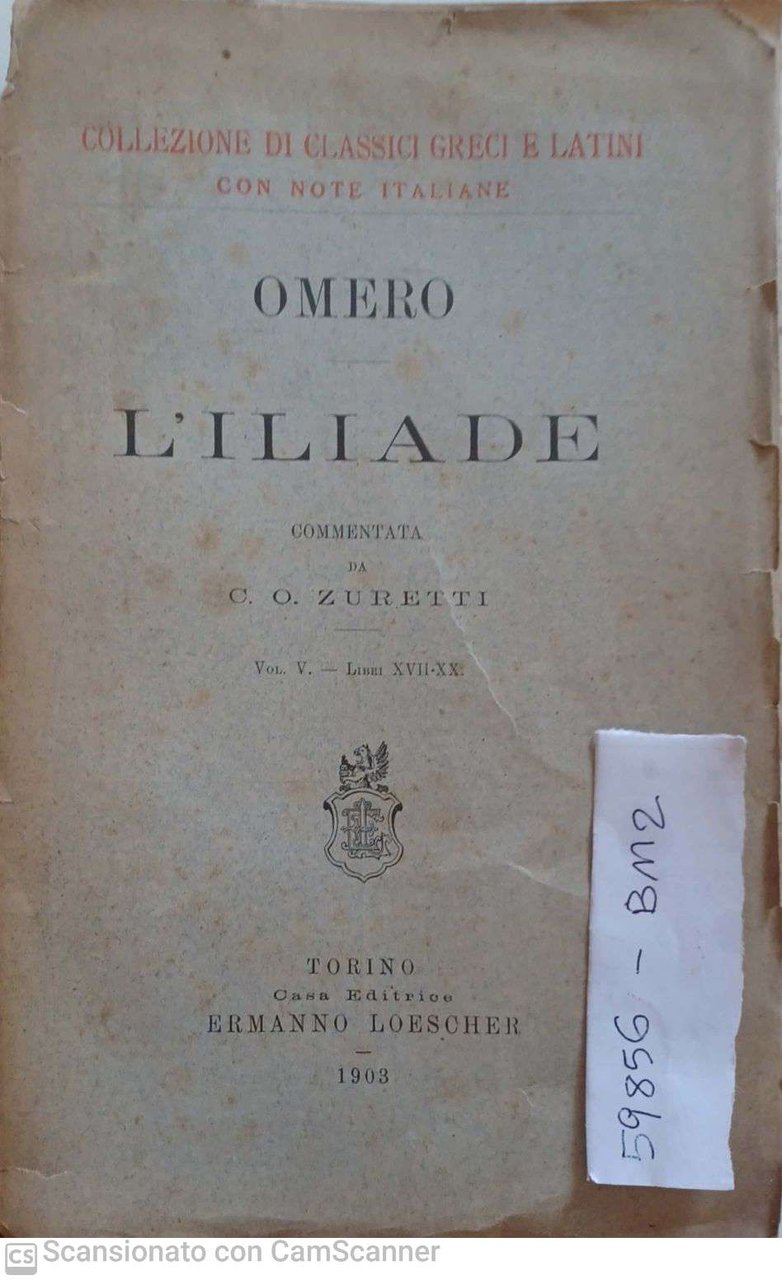 COLLEZIONE DI CLASSICI GRECI E LATINI
CON NOTE ITALIANE
OMERO
L'ILIADE
COMMENTATA
DA
C. O. ZURETTI
VOL. V. — LIBRI XVII-XX.
TORINO
Casa Editrice
ERMANNO LOESCHER
1903
59856 - BM2
CS Scansionato con CamScanner